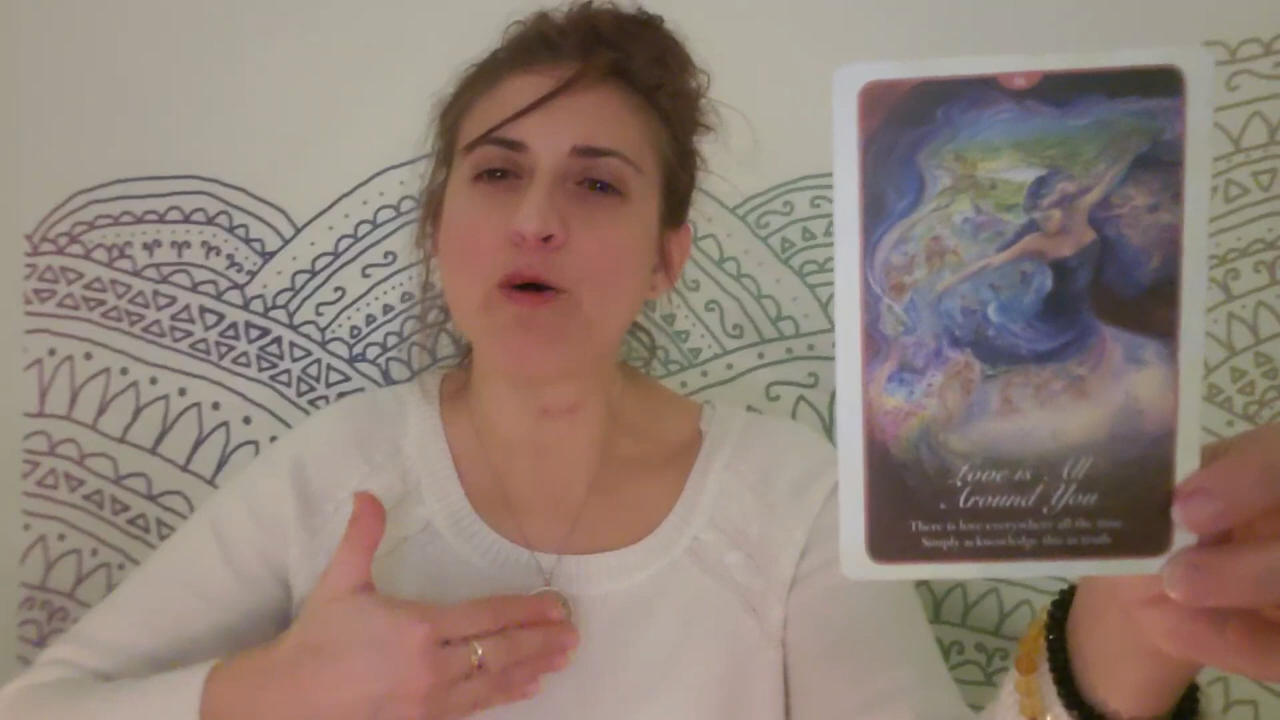 Love is All
Around You
There is love everywhere all the time
Simply acknowledge this as truth